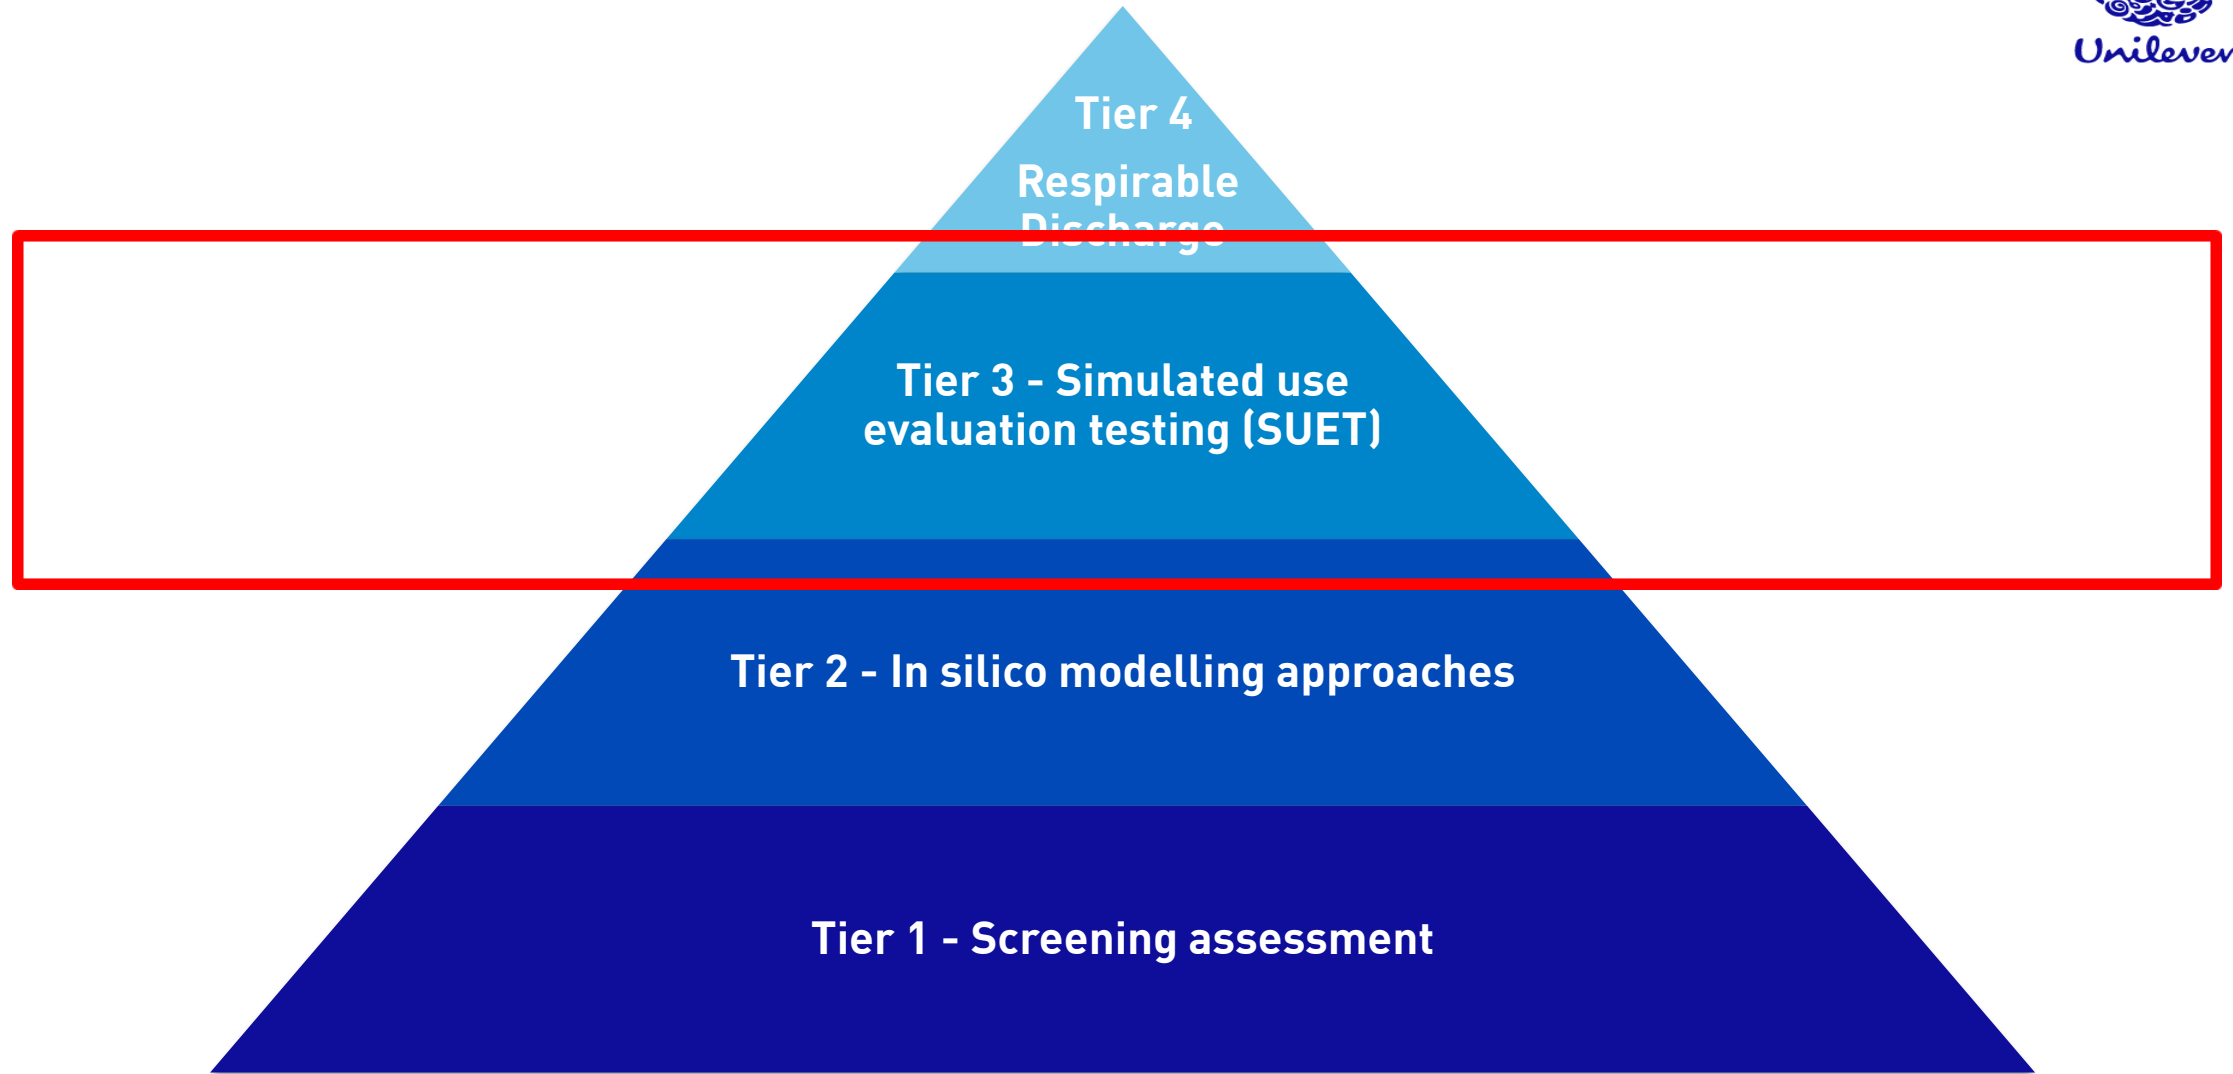 Unilever
Tier 4
Respirable
Discharge
Tier 3 - Simulated use
evaluation testing (SUET)
Tier 2 - In silico modelling approaches
Tier 1 - Screening assessment